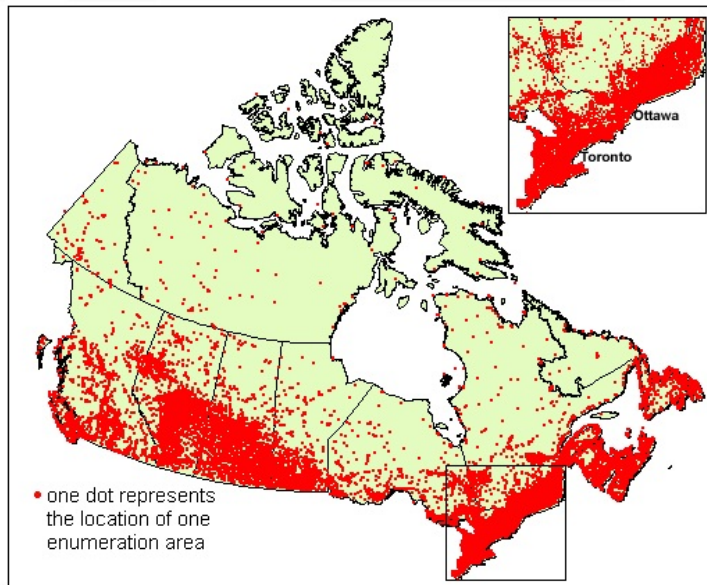 Ottawa
Toronto
one dot represents
the location of one
enumeration area